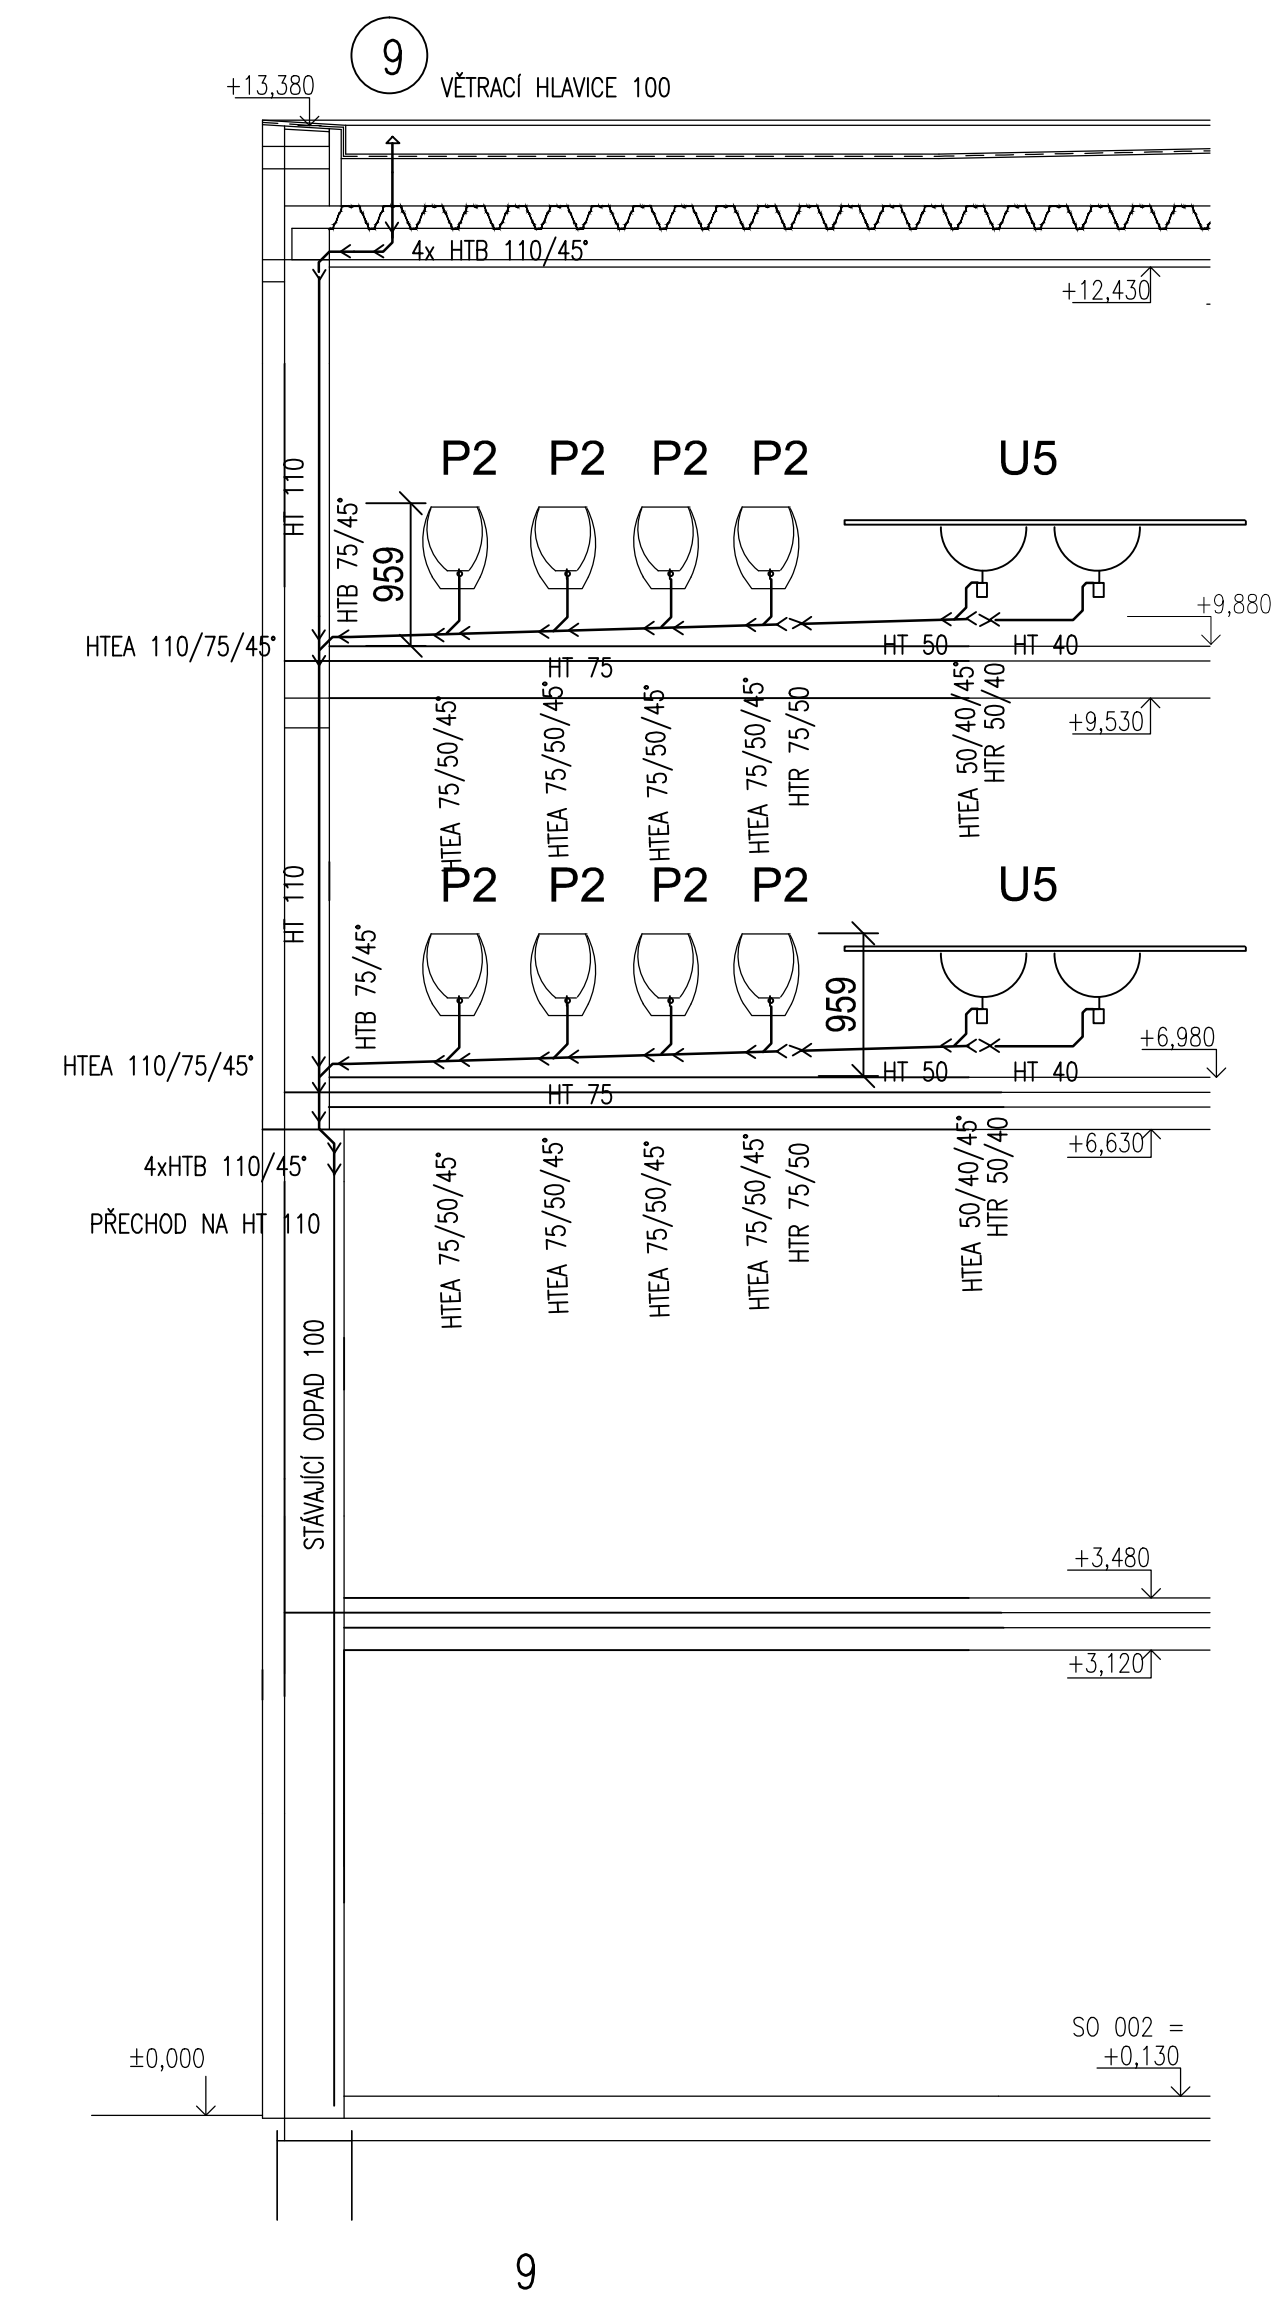 9
VĚTRACÍ HLAVICE 100
+13,380
4x HTB 110/45°
+12,430
P2 P2 P2 P2 U5
HT 110
HTB 75/45°
959
+9,880
HTEA 110/75/45°
HT 50 HT 40
HT 75
HTEA 75/50/45°
HTEA 75/50/45°
HTEA 75/50/45°
HTEA 75/50/45°
HTR 75/50
HTEA 50/40/45°
HTR 50/40
+9,530
P2 P2 P2 P2 U5
HT 110
HTB 75/45°
959
+6,980
HTEA 110/75/45°
HT 50 HT 40
HT 75
HTEA 75/50/45°
HTEA 75/50/45°
HTEA 75/50/45°
HTEA 75/50/45°
HTR 75/50
HTEA 50/40/45°
HTR 50/40
+6,630
4xHTB 110/45°
PŘECHOD NA HT 110
STÁVAJÍCÍ ODPAD 100
+3,480
+3,120
SO 002 =
+0,130
±0,000
9